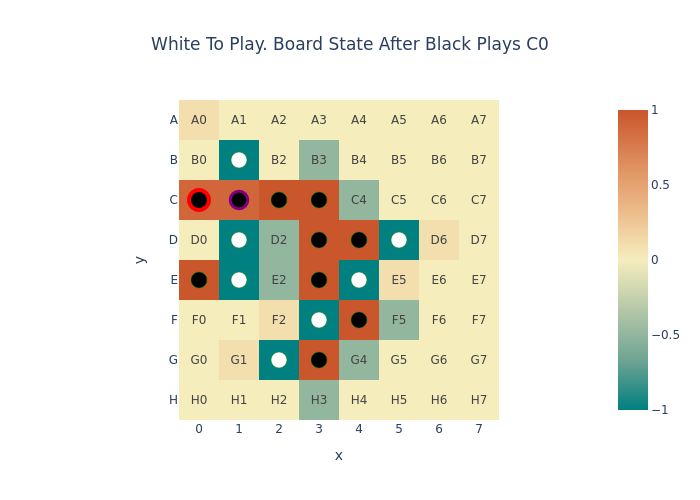 White To Play. Board State After Black Plays C0
A A0 A1 A2 A3 A4 A5 A6 A7
B B0 B2 B3 B4 B5 B6 B7
C C4 C5 C6 C7
D D0 D2 D6 D7
E E2 E5 E6 E7
F F0 F1 F2 F5 F6 F7
G G0 G1 G4 G5 G6 G7
H H0 H1 H2 H3 H4 H5 H6 H7
0 1 2 3 4 5 6 7
x
y
1
0.5
0
−0.5
−1